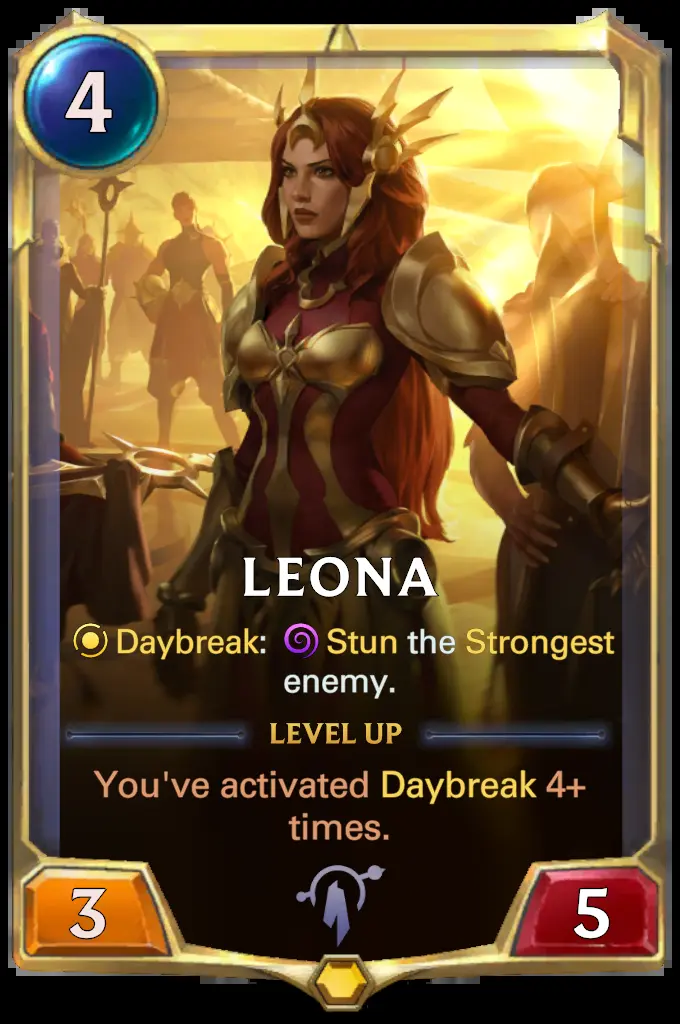 4
LEONA
Daybreak: Stun the Strongest
enemy.
LEVEL UP
You've activated Daybreak 4+
times.
3
5